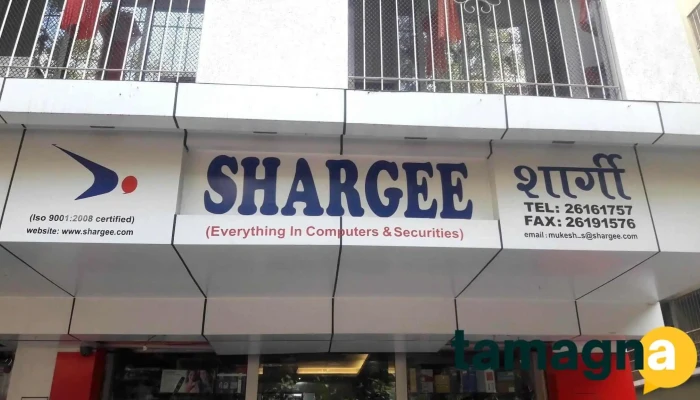 SHARGEE
(Everything In Computers & Securities)
(Iso 9001:2008 certified)
website: www.shargee.com
शार्गी
TEL: 26161757
FAX: 26191576
email : mukesh_s@shargee.com
tamagna